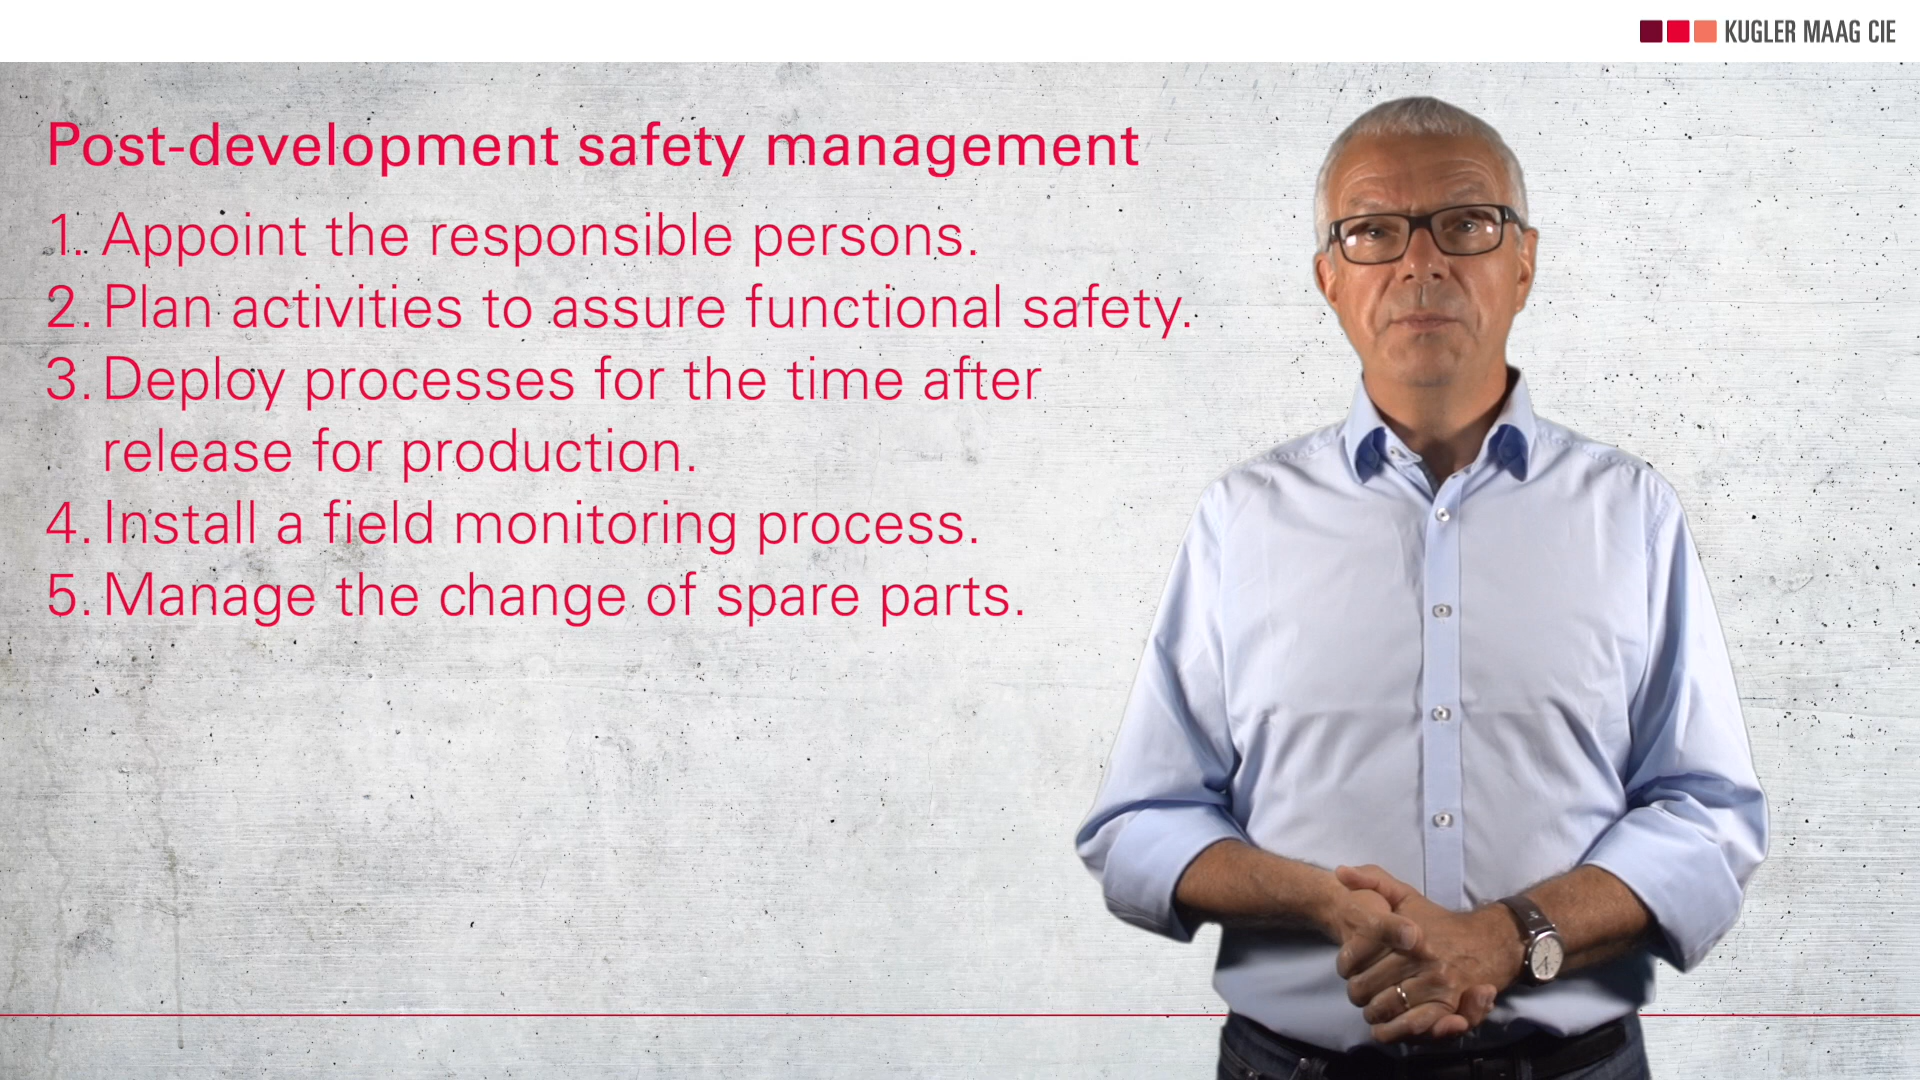 KUGLER MAAG CIE
Post-development safety management
1. Appoint the responsible persons.
2. Plan activities to assure functional safety.
3. Deploy processes for the time after
release for production.
4. Install a field monitoring process.
5. Manage the change of spare parts.